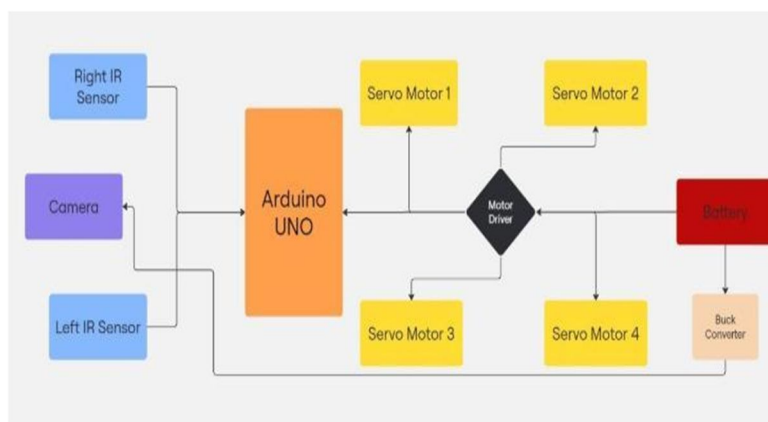 Right IR
Sensor
Servo Motor 1
Servo Motor 2
Camera
Arduino
UNO
Motor
Driver
Battery
Left IR Sensor
Servo Motor 3
Servo Motor 4
Buck
Converter